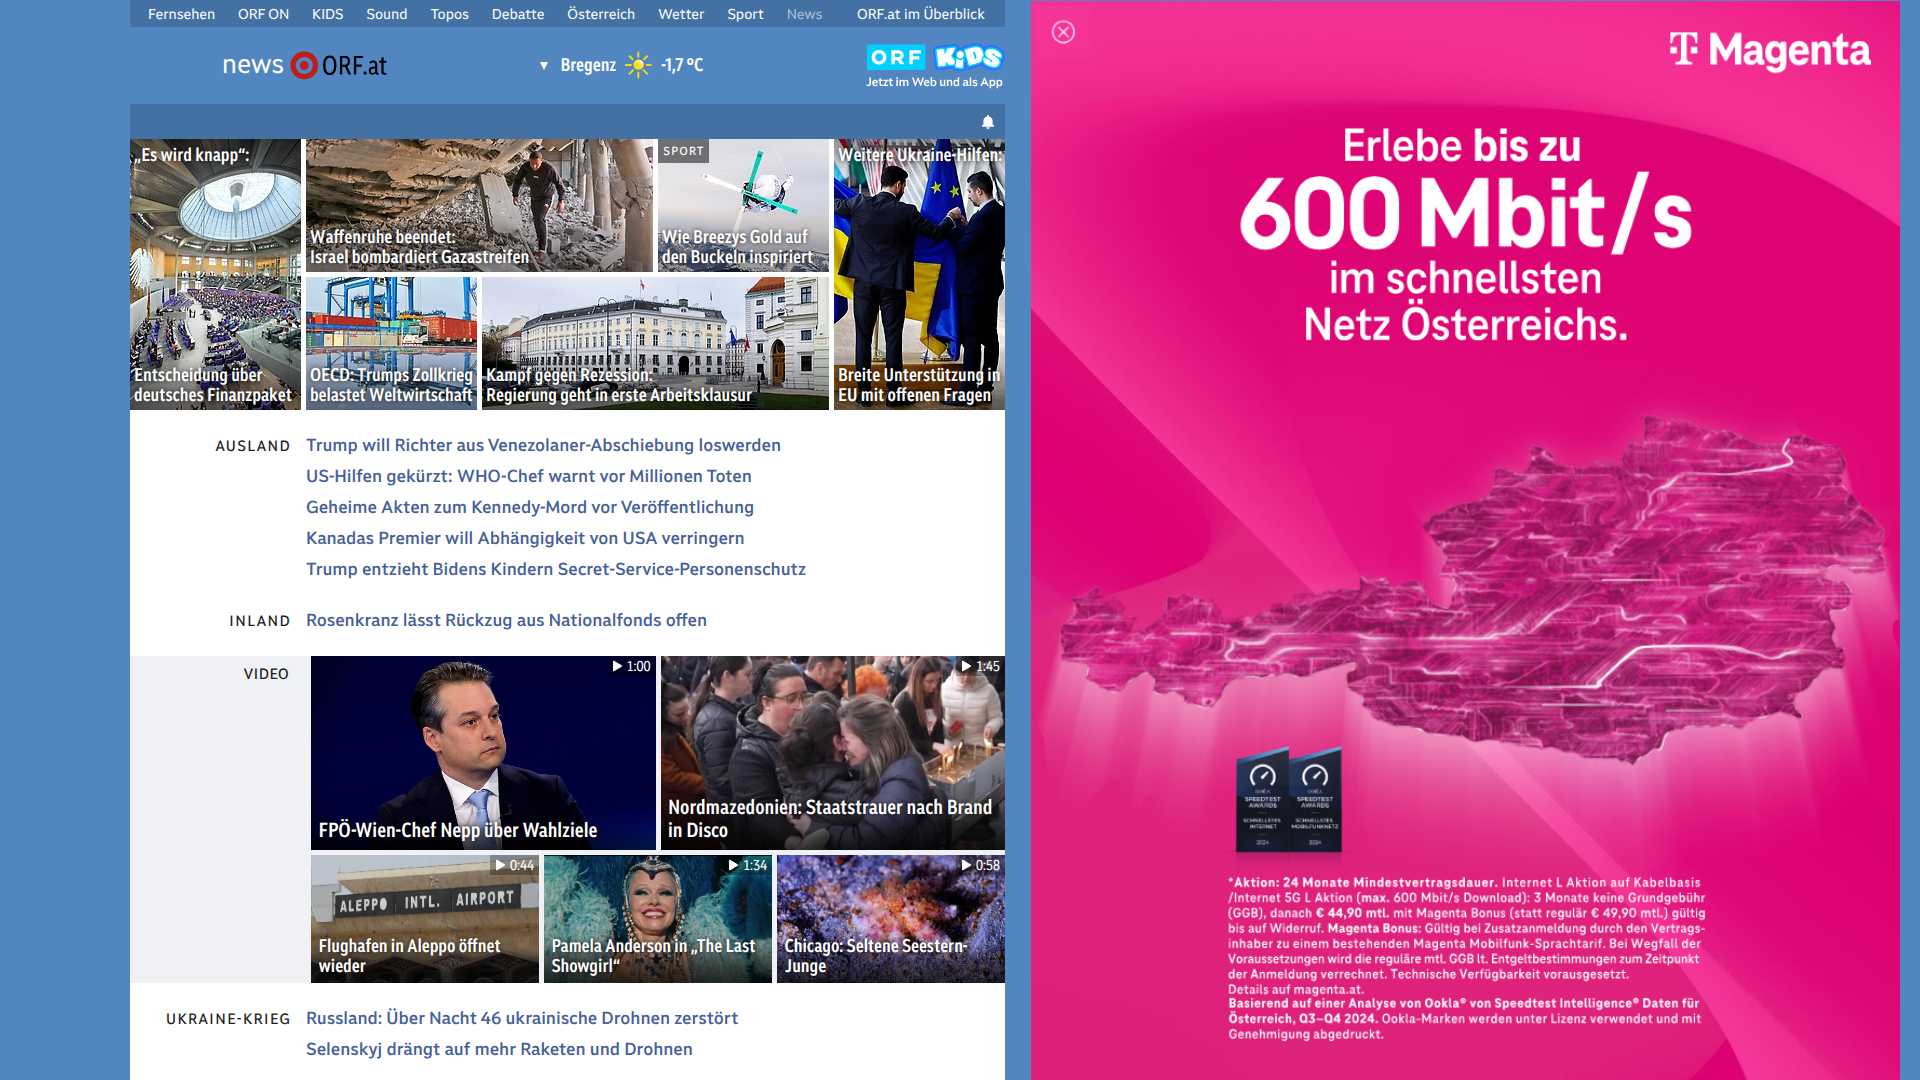 Fernsehen ORF ON KIDS Sound Topos Debatte Österreich Wetter Sport News ORF.at im Überblick
news ORF.at
▼ Bregenz -1,7 °C
ORF KiDS
Jetzt im Web und als App
„Es wird knapp“:
Entscheidung über
deutsches Finanzpaket
Waffenruhe beendet:
Israel bombardiert Gazastreifen
SPORT
Wie Breezys Gold auf
den Buckeln inspiriert
Weitere Ukraine-Hilfen:
Breite Unterstützung in
EU mit offenen Fragen
OECD: Trumps Zollkrieg
belastet Weltwirtschaft
Kampf gegen Rezession:
Regierung geht in erste Arbeitsklausur
AUSLAND
Trump will Richter aus Venezolaner-Abschiebung loswerden
US-Hilfen gekürzt: WHO-Chef warnt vor Millionen Toten
Geheime Akten zum Kennedy-Mord vor Veröffentlichung
Kanadas Premier will Abhängigkeit von USA verringern
Trump entzieht Bidens Kindern Secret-Service-Personenschutz
INLAND
Rosenkranz lässt Rückzug aus Nationalfonds offen
VIDEO
1:00
FPÖ-Wien-Chef Nepp über Wahlziele
1:45
Nordmazedonien: Staatstrauer nach Brand
in Disco
0:44
ALEPPO INTL. AIRPORT
Flughafen in Aleppo öffnet
wieder
1:34
Pamela Anderson in „The Last
Showgirl“
0:58
Chicago: Seltene Seestern-
Junge
UKRAINE-KRIEG
Russland: Über Nacht 46 ukrainische Drohnen zerstört
Selenskyj drängt auf mehr Raketen und Drohnen
T Magenta
Erlebe bis zu
600 Mbit/s
im schnellsten
Netz Österreichs.
OOKLA
SPEEDTEST
AWARDS
SCHNELLSTES
INTERNET
2024
OOKLA
SPEEDTEST
AWARDS
SCHNELLSTES
MOBILFUNKNETZ
2024
*Aktion: 24 Monate Mindestvertragsdauer. Internet L Aktion auf Kabelbasis
/Internet 5G L Aktion (max. 600 Mbit/s Download): 3 Monate keine Grundgebühr
(GGB), danach € 44,90 mtl. mit Magenta Bonus (statt regulär € 49,90 mtl.) gültig
bis auf Widerruf. Magenta Bonus: Gültig bei Zusatzanmeldung durch den Vertrags-
inhaber zu einem bestehenden Magenta Mobilfunk-Sprachtarif. Bei Wegfall der
Voraussetzungen wird die reguläre mtl. GGB lt. Entgeltbestimmungen zum Zeitpunkt
der Anmeldung verrechnet. Technische Verfügbarkeit vorausgesetzt.
Details auf magenta.at.
Basierend auf einer Analyse von Ookla® von Speedtest Intelligence® Daten für
Österreich, Q3–Q4 2024. Ookla-Marken werden unter Lizenz verwendet und mit
Genehmigung abgedruckt.